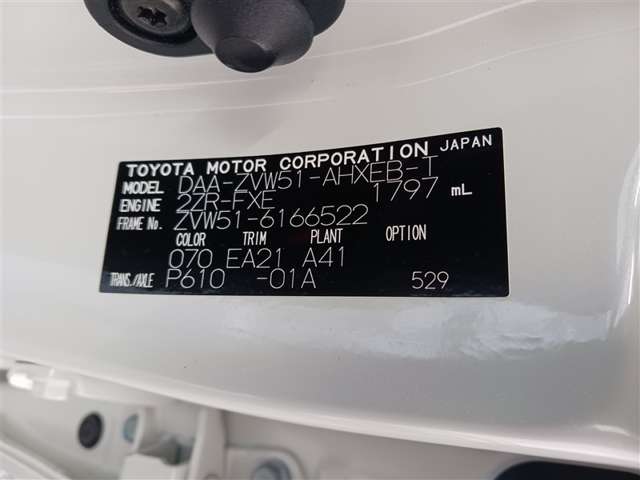 TOYOTA MOTOR CORPORATION JAPAN
MODEL DAA-ZVW51-AHXEB-T
ENGINE 2ZR-FXE 1797 mL
FRAME No. ZVW51-6166522
COLOR TRIM PLANT OPTION
070 EA21 A41
TRANS./AXLE P610 -01A 529